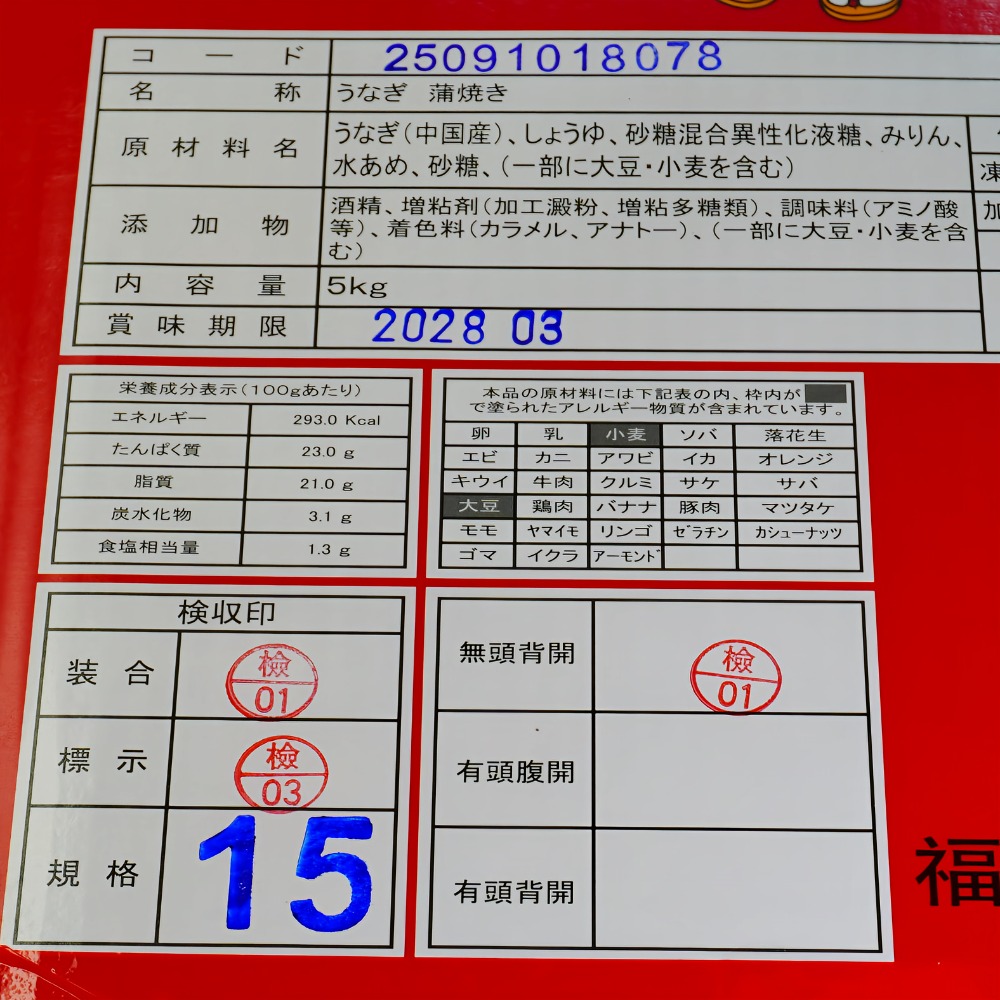 コード 25091018078
名称 うなぎ 蒲焼き
原材料名 うなぎ(中国産)、しょうゆ、砂糖混合異性化液糖、みりん、
水あめ、砂糖、(一部に大豆・小麦を含む)
凍
添加物 酒精、増粘剤(加工澱粉、増粘多糖類)、調味料(アミノ酸
等)、着色料(カラメル、アナトー)、(一部に大豆・小麦を含
む)
加
内容量 5kg
賞味期限 2028 03
栄養成分表示(100gあたり)
エネルギー 293.0 Kcal
たんぱく質 23.0 g
脂質 21.0 g
炭水化物 3.1 g
食塩相当量 1.3 g
本品の原材料には下記表の内、枠内が
で塗られたアレルギー物質が含まれています。
卵 乳 小麦 ソバ 落花生
エビ カニ アワビ イカ オレンジ
キウイ 牛肉 クルミ サケ サバ
大豆 鶏肉 バナナ 豚肉 マツタケ
モモ ヤマイモ リンゴ ゼラチン カシューナッツ
ゴマ イクラ アーモンド
検収印
装合 檢 01
標示 檢 03
規格 15
無頭背開 檢 01
有頭腹開
有頭背開
福